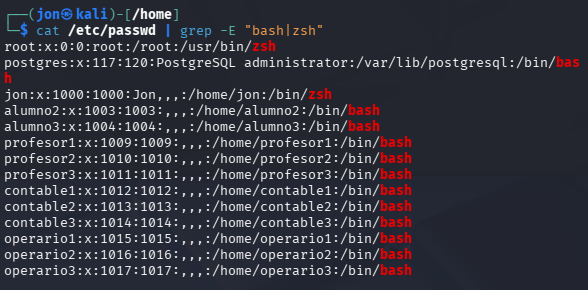 ┌──(jon㉿kali)-[/home]
└─$ cat /etc/passwd | grep -E "bash|zsh"
root:x:0:0:root:/root:/usr/bin/zsh
postgres:x:117:120:PostgreSQL administrator:/var/lib/postgresql:/bin/bas
h
jon:x:1000:1000:Jon,,,:/home/jon:/bin/zsh
alumno2:x:1003:1003:,,,:/home/alumno2:/bin/bash
alumno3:x:1004:1004:,,,:/home/alumno3:/bin/bash
profesor1:x:1009:1009:,,,:/home/profesor1:/bin/bash
profesor2:x:1010:1010:,,,:/home/profesor2:/bin/bash
profesor3:x:1011:1011:,,,:/home/profesor3:/bin/bash
contable1:x:1012:1012:,,,:/home/contable1:/bin/bash
contable2:x:1013:1013:,,,:/home/contable2:/bin/bash
contable3:x:1014:1014:,,,:/home/contable3:/bin/bash
operario1:x:1015:1015:,,,:/home/operario1:/bin/bash
operario2:x:1016:1016:,,,:/home/operario2:/bin/bash
operario3:x:1017:1017:,,,:/home/operario3:/bin/bash